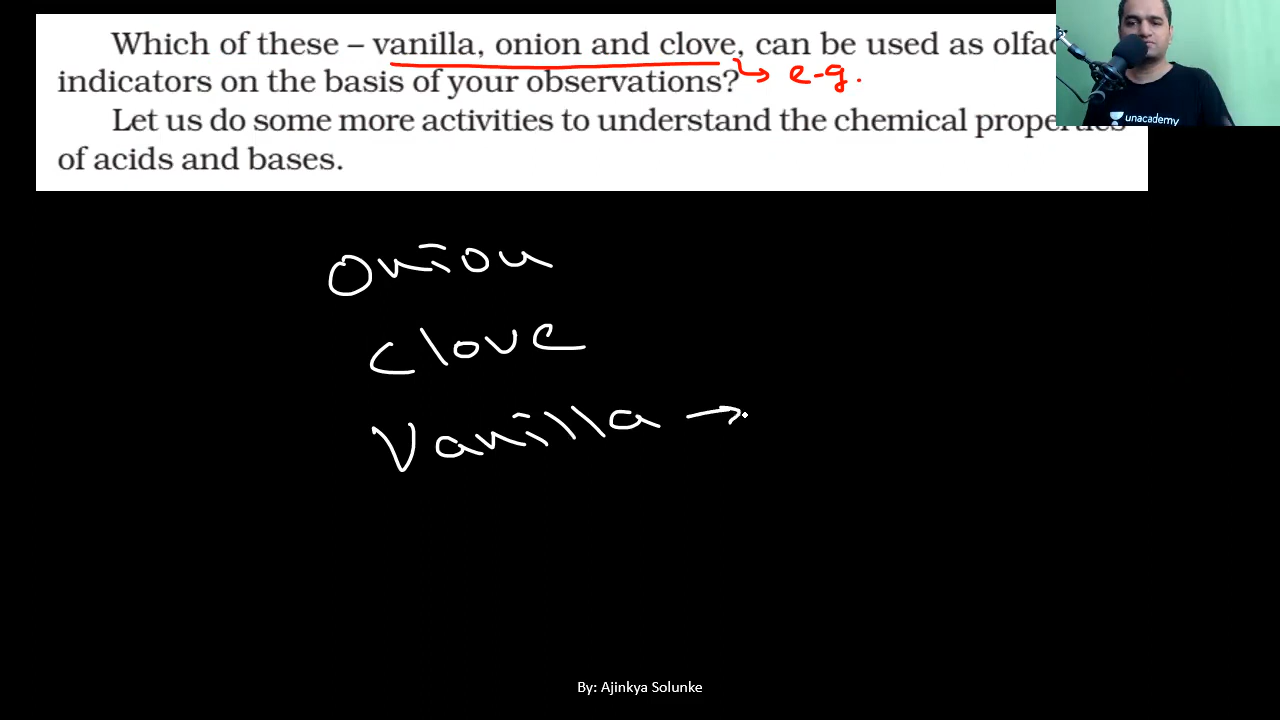 Which of these – vanilla, onion and clove, can be used as
indicators on the basis of your observations?
e-g.
Let us do some more activities to understand the chemical properties
of acids and bases.
unacademy
onion
clove
Vanilla →
By: Ajinkya Solunke